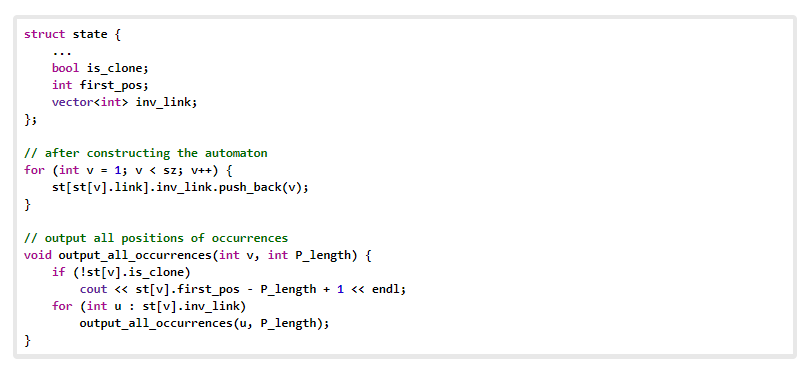 struct state {
    ...
    bool is_clone;
    int first_pos;
    vector<int> inv_link;
};

// after constructing the automaton
for (int v = 1; v < sz; v++) {
    st[st[v].link].inv_link.push_back(v);
}

// output all positions of occurrences
void output_all_occurrences(int v, int P_length) {
    if (!st[v].is_clone)
        cout << st[v].first_pos - P_length + 1 << endl;
    for (int u : st[v].inv_link)
        output_all_occurrences(u, P_length);
}